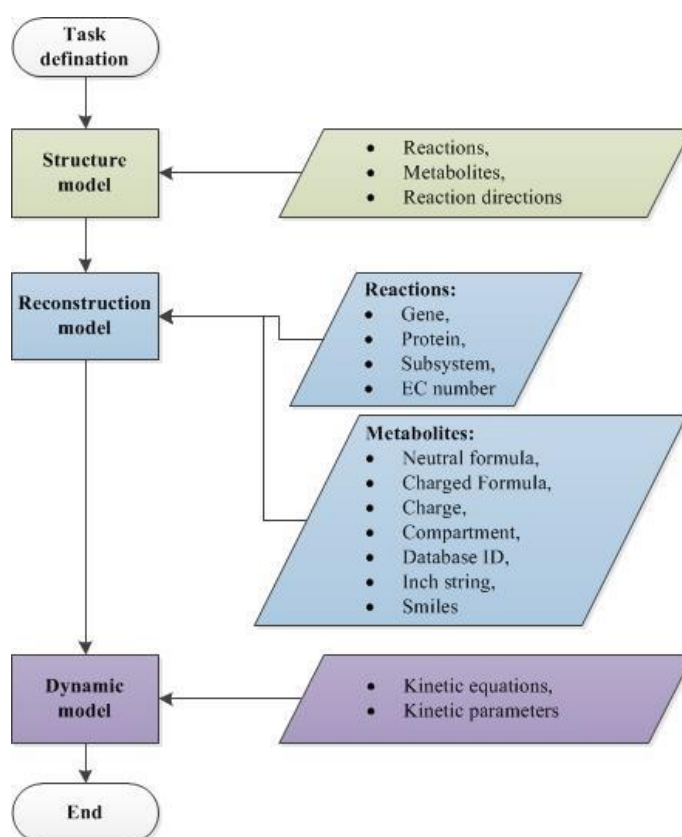 Task
defination
Structure
model
• Reactions,
• Metabolites,
• Reaction directions
Reconstruction
model
Reactions:
• Gene,
• Protein,
• Subsystem,
• EC number
Metabolites:
• Neutral formula,
• Charged Formula,
• Charge,
• Compartment,
• Database ID,
• Inch string,
• Smiles
Dynamic
model
• Kinetic equations,
• Kinetic parameters
End